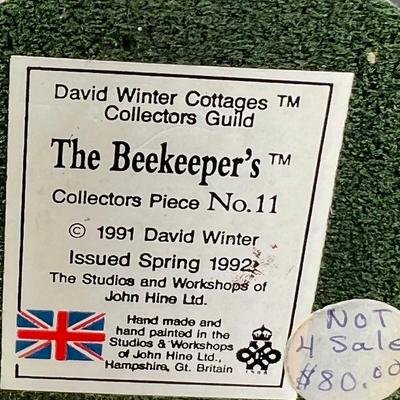 David Winter Cottages ™
Collectors Guild
The Beekeeper's ™
Collectors Piece No.11
© 1991 David Winter
Issued Spring 1992
The Studios and Workshops of
John Hine Ltd.
Hand made and
hand painted in the
Studios & Workshops
of John Hine Ltd.,
Hampshire, Gt. Britain
NOT
4 Sale
$80.00